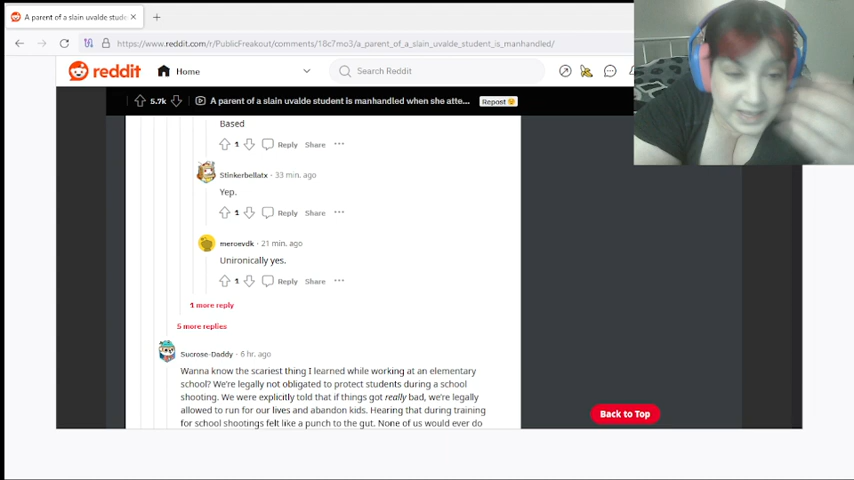 A parent of a slain uvalde stude
https://www.reddit.com/r/PublicFreakout/comments/18c7mo3/a_parent_of_a_slain_uvalde_student_is_manhandled/
reddit
Home
Search Reddit
5.7k
A parent of a slain uvalde student is manhandled when she atte...
Repost
Based
1 Reply Share ...
Stinkerbellatx · 33 min. ago
Yep.
1 Reply Share ...
meroevdk · 21 min. ago
Unironically yes.
1 Reply Share ...
1 more reply
5 more replies
Sucrose-Daddy · 6 hr. ago
Wanna know the scariest thing I learned while working at an elementary
school? We're legally not obligated to protect students during a school
shooting. We were explicitly told that if things got really bad, we're legally
allowed to run for our lives and abandon kids. Hearing that during training
for school shootings felt like a punch to the gut. None of us would ever do
Back to Top